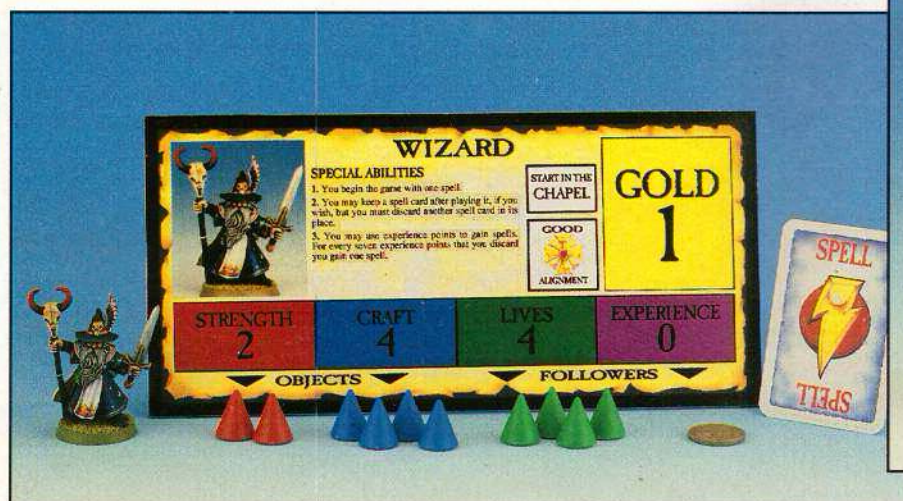 WIZARD
SPECIAL ABILITIES
1. You begin the game with one spell.
2. You may keep a spell card after playing it, if you
wish, but you must discard another spell card in its
place.
3. You may use experience points to gain spells.
For every seven experience points that you discard
you gain one spell.
START IN THE
CHAPEL
GOOD
ALIGNMENT
GOLD
1
STRENGTH
2
CRAFT
4
LIVES
4
EXPERIENCE
0
OBJECTS
FOLLOWERS
SPELL
SPELL